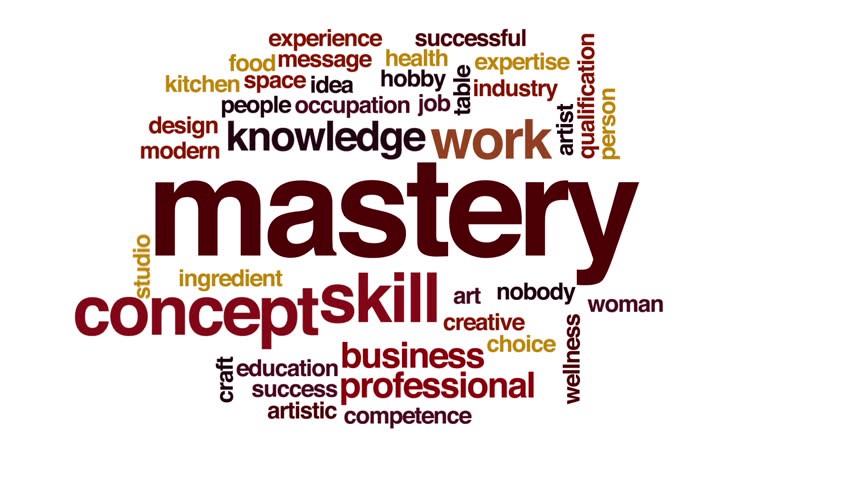 experience successful
food message health expertise
kitchen space idea hobby table industry qualification
people occupation job artist person
design knowledge work
modern
mastery
studio
ingredient
concept skill art nobody woman
creative
choice
business wellness
craft education
success professional
artistic competence